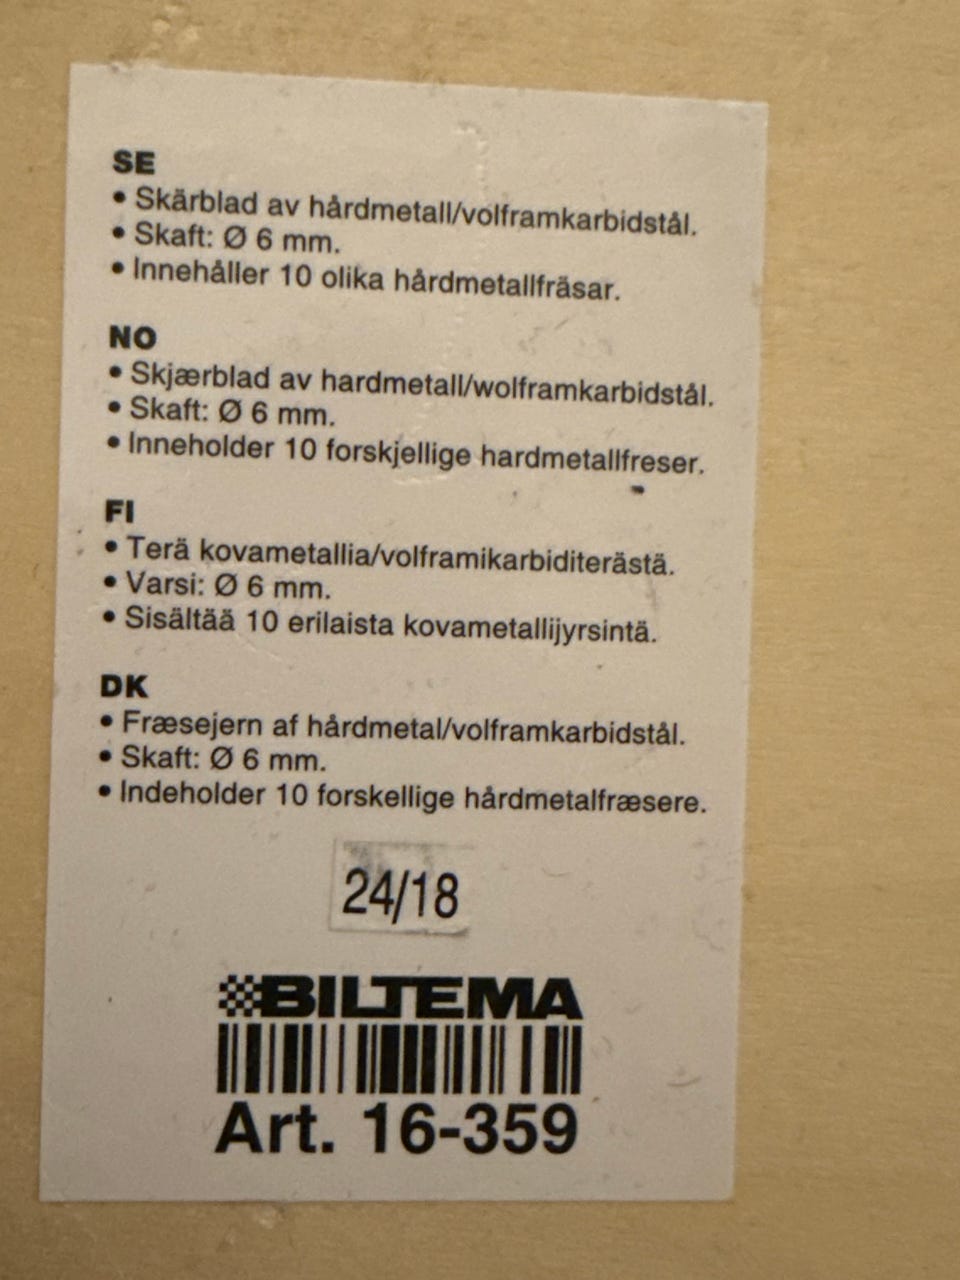 SE
• Skärblad av hårdmetall/volframkarbidstål.
• Skaft: Ø 6 mm.
• Innehåller 10 olika hårdmetallfräsar.
NO
• Skjærblad av hardmetall/wolframkarbidstål.
• Skaft: Ø 6 mm.
• Inneholder 10 forskjellige hardmetallfreser.
FI
• Terä kovametallia/volframikarbiditerästä.
• Varsi: Ø 6 mm.
• Sisältää 10 erilaista kovametallijyrsintä.
DK
• Fræsejern af hårdmetal/volframkarbidstål.
• Skaft: Ø 6 mm.
• Indeholder 10 forskellige hårdmetalfræsere.
24/18
BILTEMA
Art. 16-359